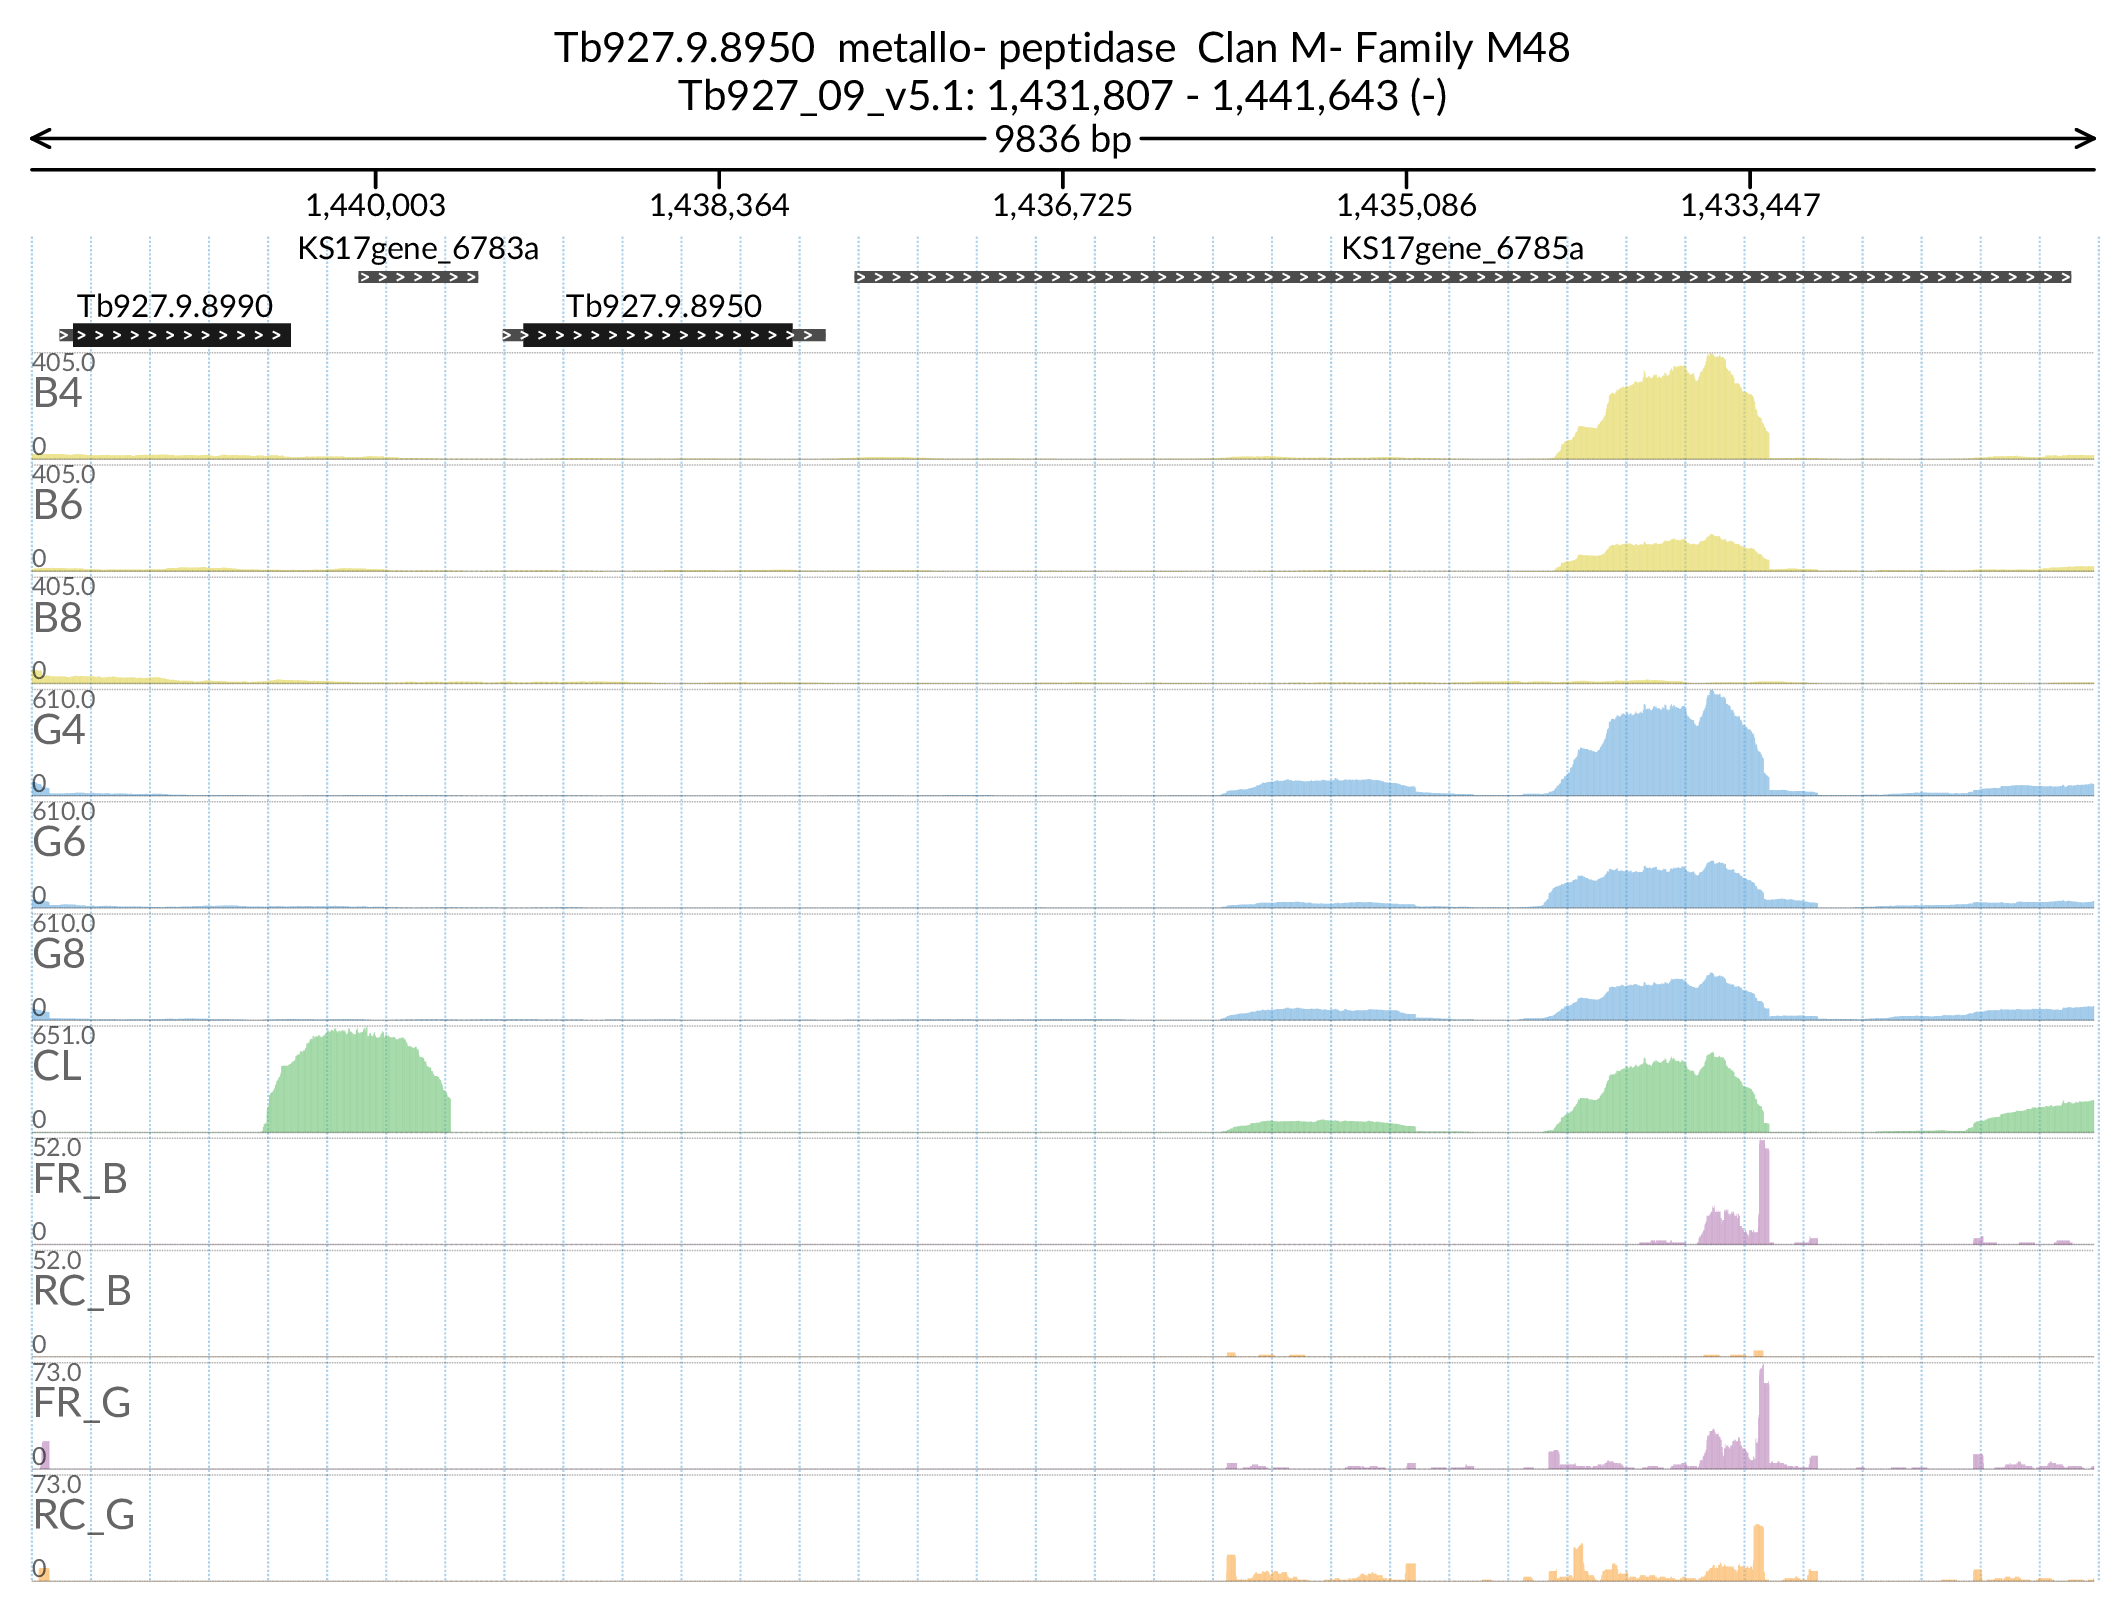 Tb927.9.8950 metallo- peptidase Clan M- Family M48
Tb927_09_v5.1: 1,431,807 - 1,441,643 (-)
9836 bp
1,440,003 1,438,364 1,436,725 1,435,086 1,433,447
KS17gene_6783a KS17gene_6785a
Tb927.9.8990 Tb927.9.8950
405.0
B4
0
405.0
B6
0
405.0
B8
0
610.0
G4
0
610.0
G6
0
610.0
G8
0
651.0
CL
0
52.0
FR_B
0
52.0
RC_B
0
73.0
FR_G
0
73.0
RC_G
0